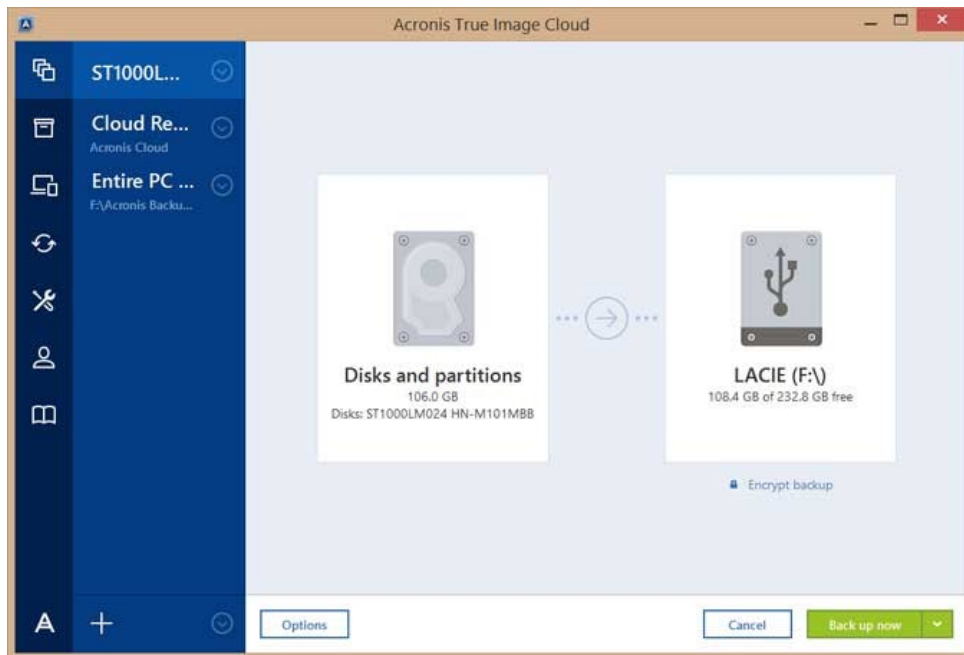 Acronis True Image Cloud
ST1000L...
Cloud Re...
Acronis Cloud
Entire PC ...
F:\Acronis Backu...
Disks and partitions
106.0 GB
Disks: ST1000LM024 HN-M101MBB
LACIE (F:\)
108.4 GB of 232.8 GB free
Encrypt backup
Options
Cancel
Back up now